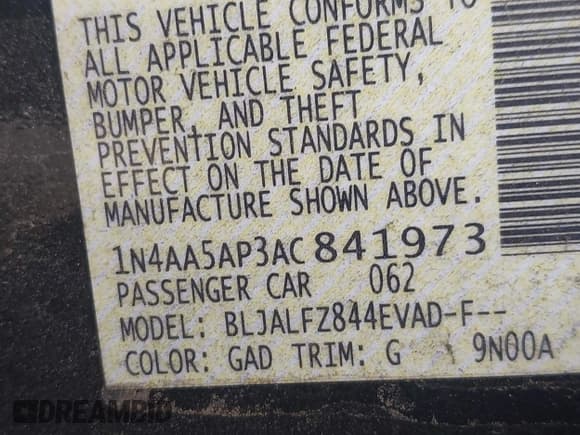 THIS VEHICLE CONFORMS TO
ALL APPLICABLE FEDERAL
MOTOR VEHICLE SAFETY,
BUMPER, AND THEFT
PREVENTION STANDARDS IN
EFFECT ON THE DATE OF
MANUFACTURE SHOWN ABOVE.
1N4AA5AP3AC841973
PASSENGER CAR 062
MODEL: BLJALFZ844EVAD-F--
COLOR: GAD TRIM: G 9N00A
DREAMBID